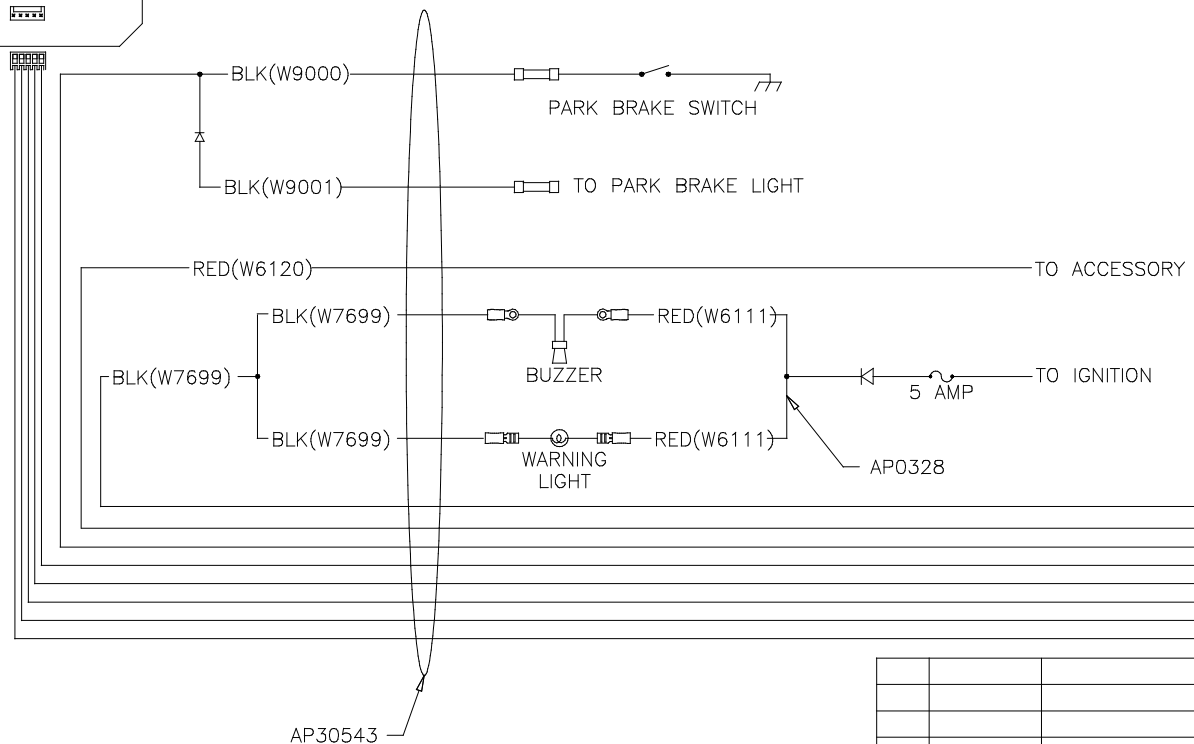 BLK(W9000)
PARK BRAKE SWITCH
BLK(W9001)
TO PARK BRAKE LIGHT
RED(W6120)
TO ACCESSORY
BLK(W7699)
RED(W6111)
BUZZER
BLK(W7699)
TO IGNITION
5 AMP
BLK(W7699)
RED(W6111)
WARNING
LIGHT
AP0328
AP30543